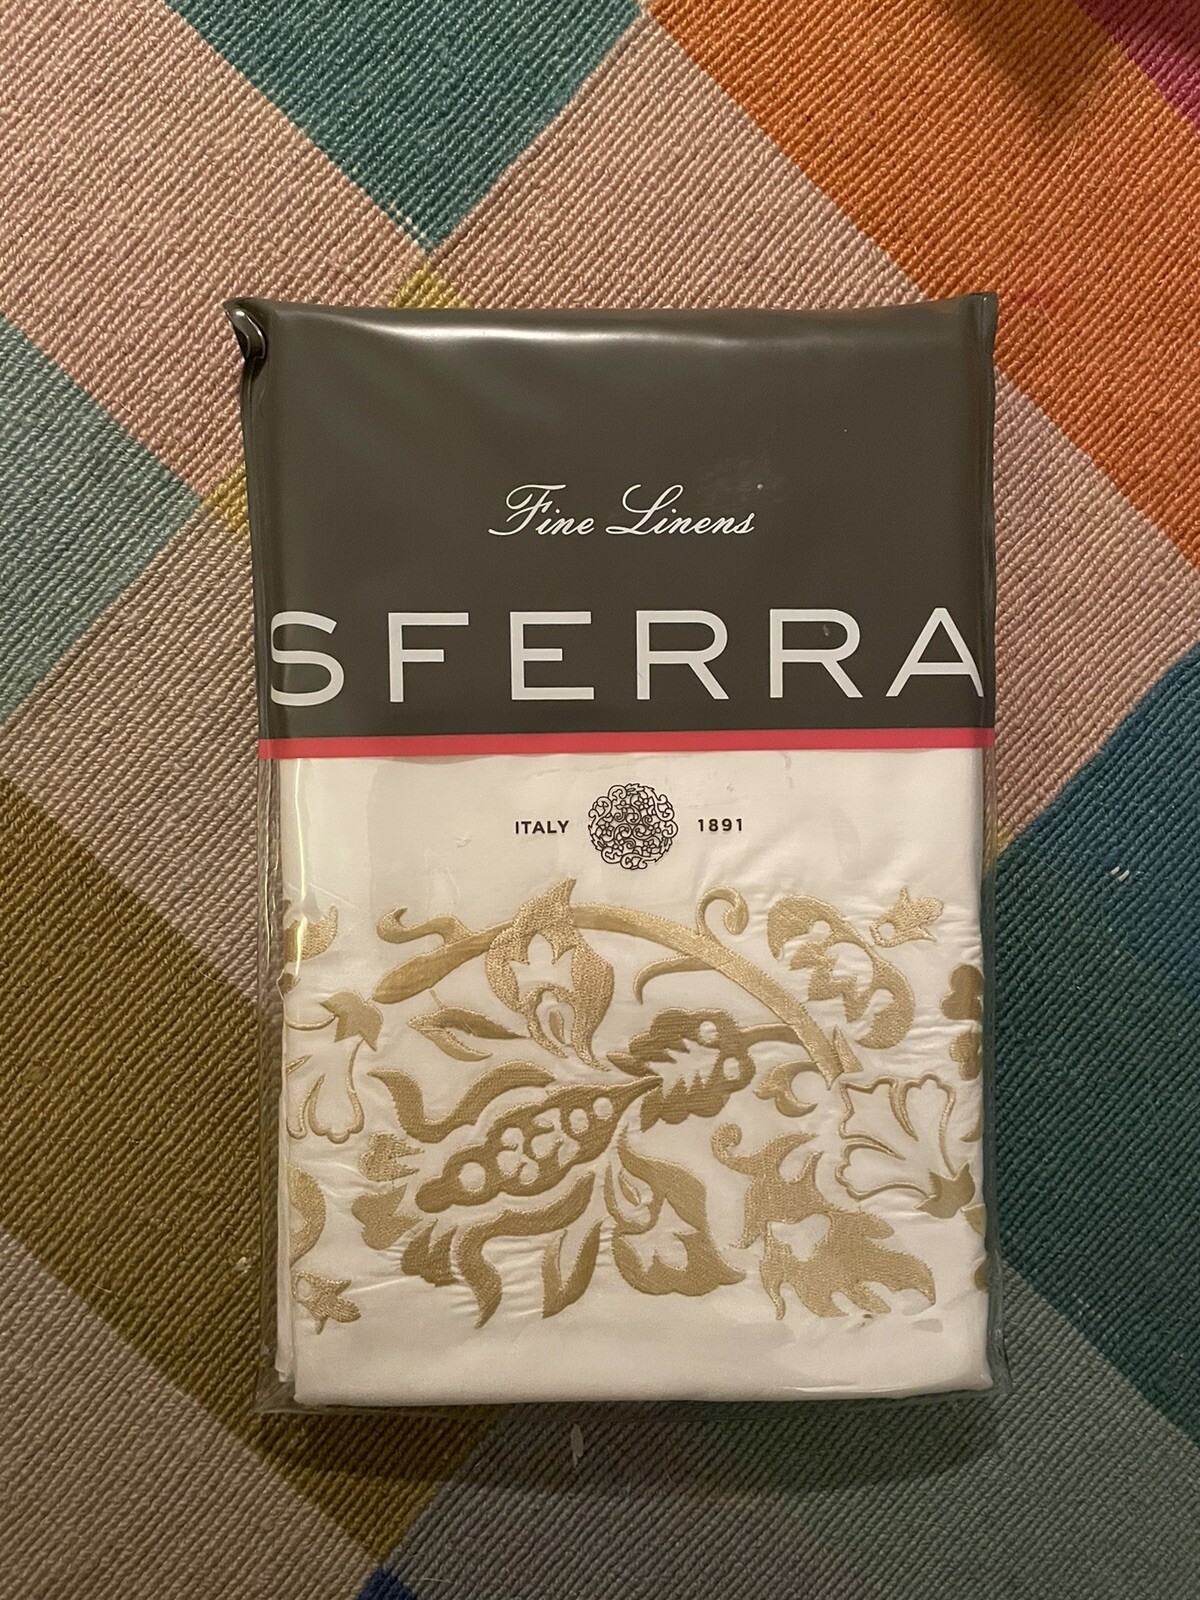 Fine Linens
SFERRA
ITALY 1891